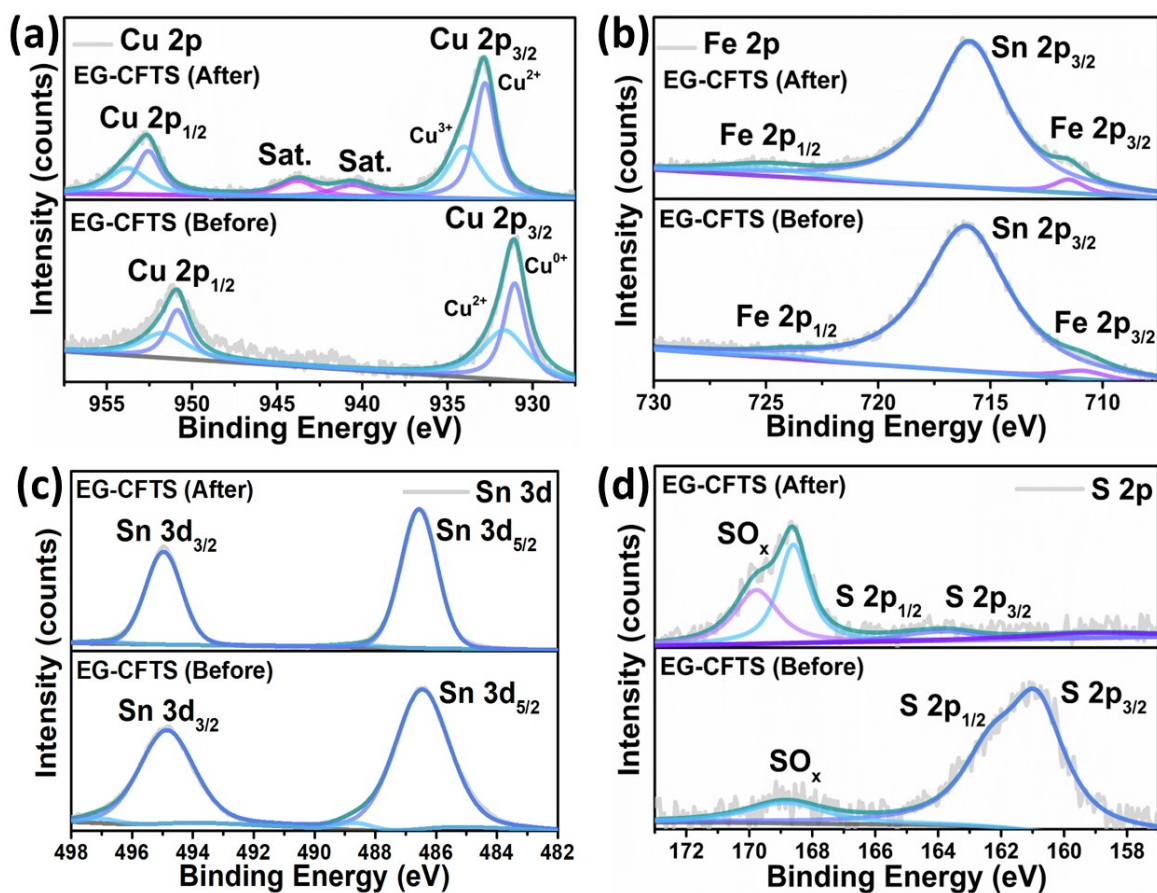 (a)
Cu 2p
EG-CFTS (After)
Cu 2p1/2
Sat.
Sat.
Cu3+
Cu 2p3/2
Cu2+
EG-CFTS (Before)
Cu 2p1/2
Cu2+
Cu 2p3/2
Cu0+
Intensity (counts)
955 950 945 940 935 930
Binding Energy (eV)
(b)
Fe 2p
EG-CFTS (After)
Sn 2p3/2
Fe 2p1/2
Fe 2p3/2
EG-CFTS (Before)
Sn 2p3/2
Fe 2p1/2
Fe 2p3/2
Intensity (counts)
730 725 720 715 710
Binding Energy (eV)
(c)
EG-CFTS (After)
Sn 3d
Sn 3d3/2
Sn 3d5/2
EG-CFTS (Before)
Sn 3d3/2
Sn 3d5/2
Intensity (counts)
498 496 494 492 490 488 486 484 482
Binding Energy (eV)
(d)
EG-CFTS (After)
S 2p
SOx
S 2p1/2
S 2p3/2
EG-CFTS (Before)
SOx
S 2p1/2
S 2p3/2
Intensity (counts)
172 170 168 166 164 162 160 158
Binding Energy (eV)